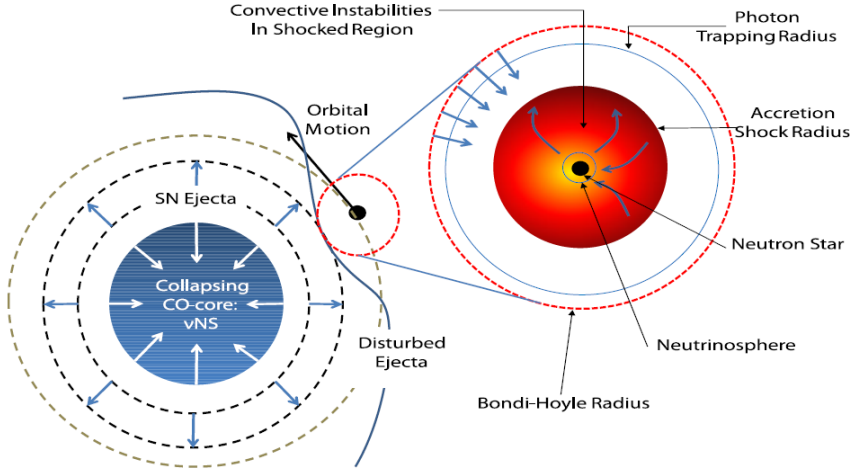 Convective Instabilities
In Shocked Region
Photon
Trapping Radius
Orbital
Motion
Accretion
Shock Radius
SN Ejecta
Collapsing
CO-core:
νNS
Neutron Star
Disturbed
Ejecta
Neutrinosphere
Bondi-Hoyle Radius